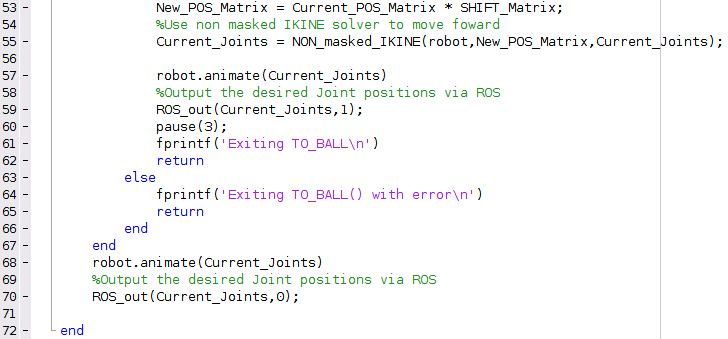 53 - New_POS_Matrix = Current_POS_Matrix * SHIFT_Matrix;
54 %Use non masked IKINE solver to move foward
55 - Current_Joints = NON_masked_IKINE(robot,New_POS_Matrix,Current_Joints);
56
57 - robot.animate(Current_Joints)
58 %Output the desired Joint positions via ROS
59 - ROS_out(Current_Joints,1);
60 - pause(3);
61 - fprintf('Exiting TO_BALL\n')
62 - return
63 - else
64 - fprintf('Exiting TO_BALL() with error\n')
65 - return
66 - end
67 - end
68 - robot.animate(Current_Joints)
69 %Output the desired Joint positions via ROS
70 - ROS_out(Current_Joints,0);
71
72 - end